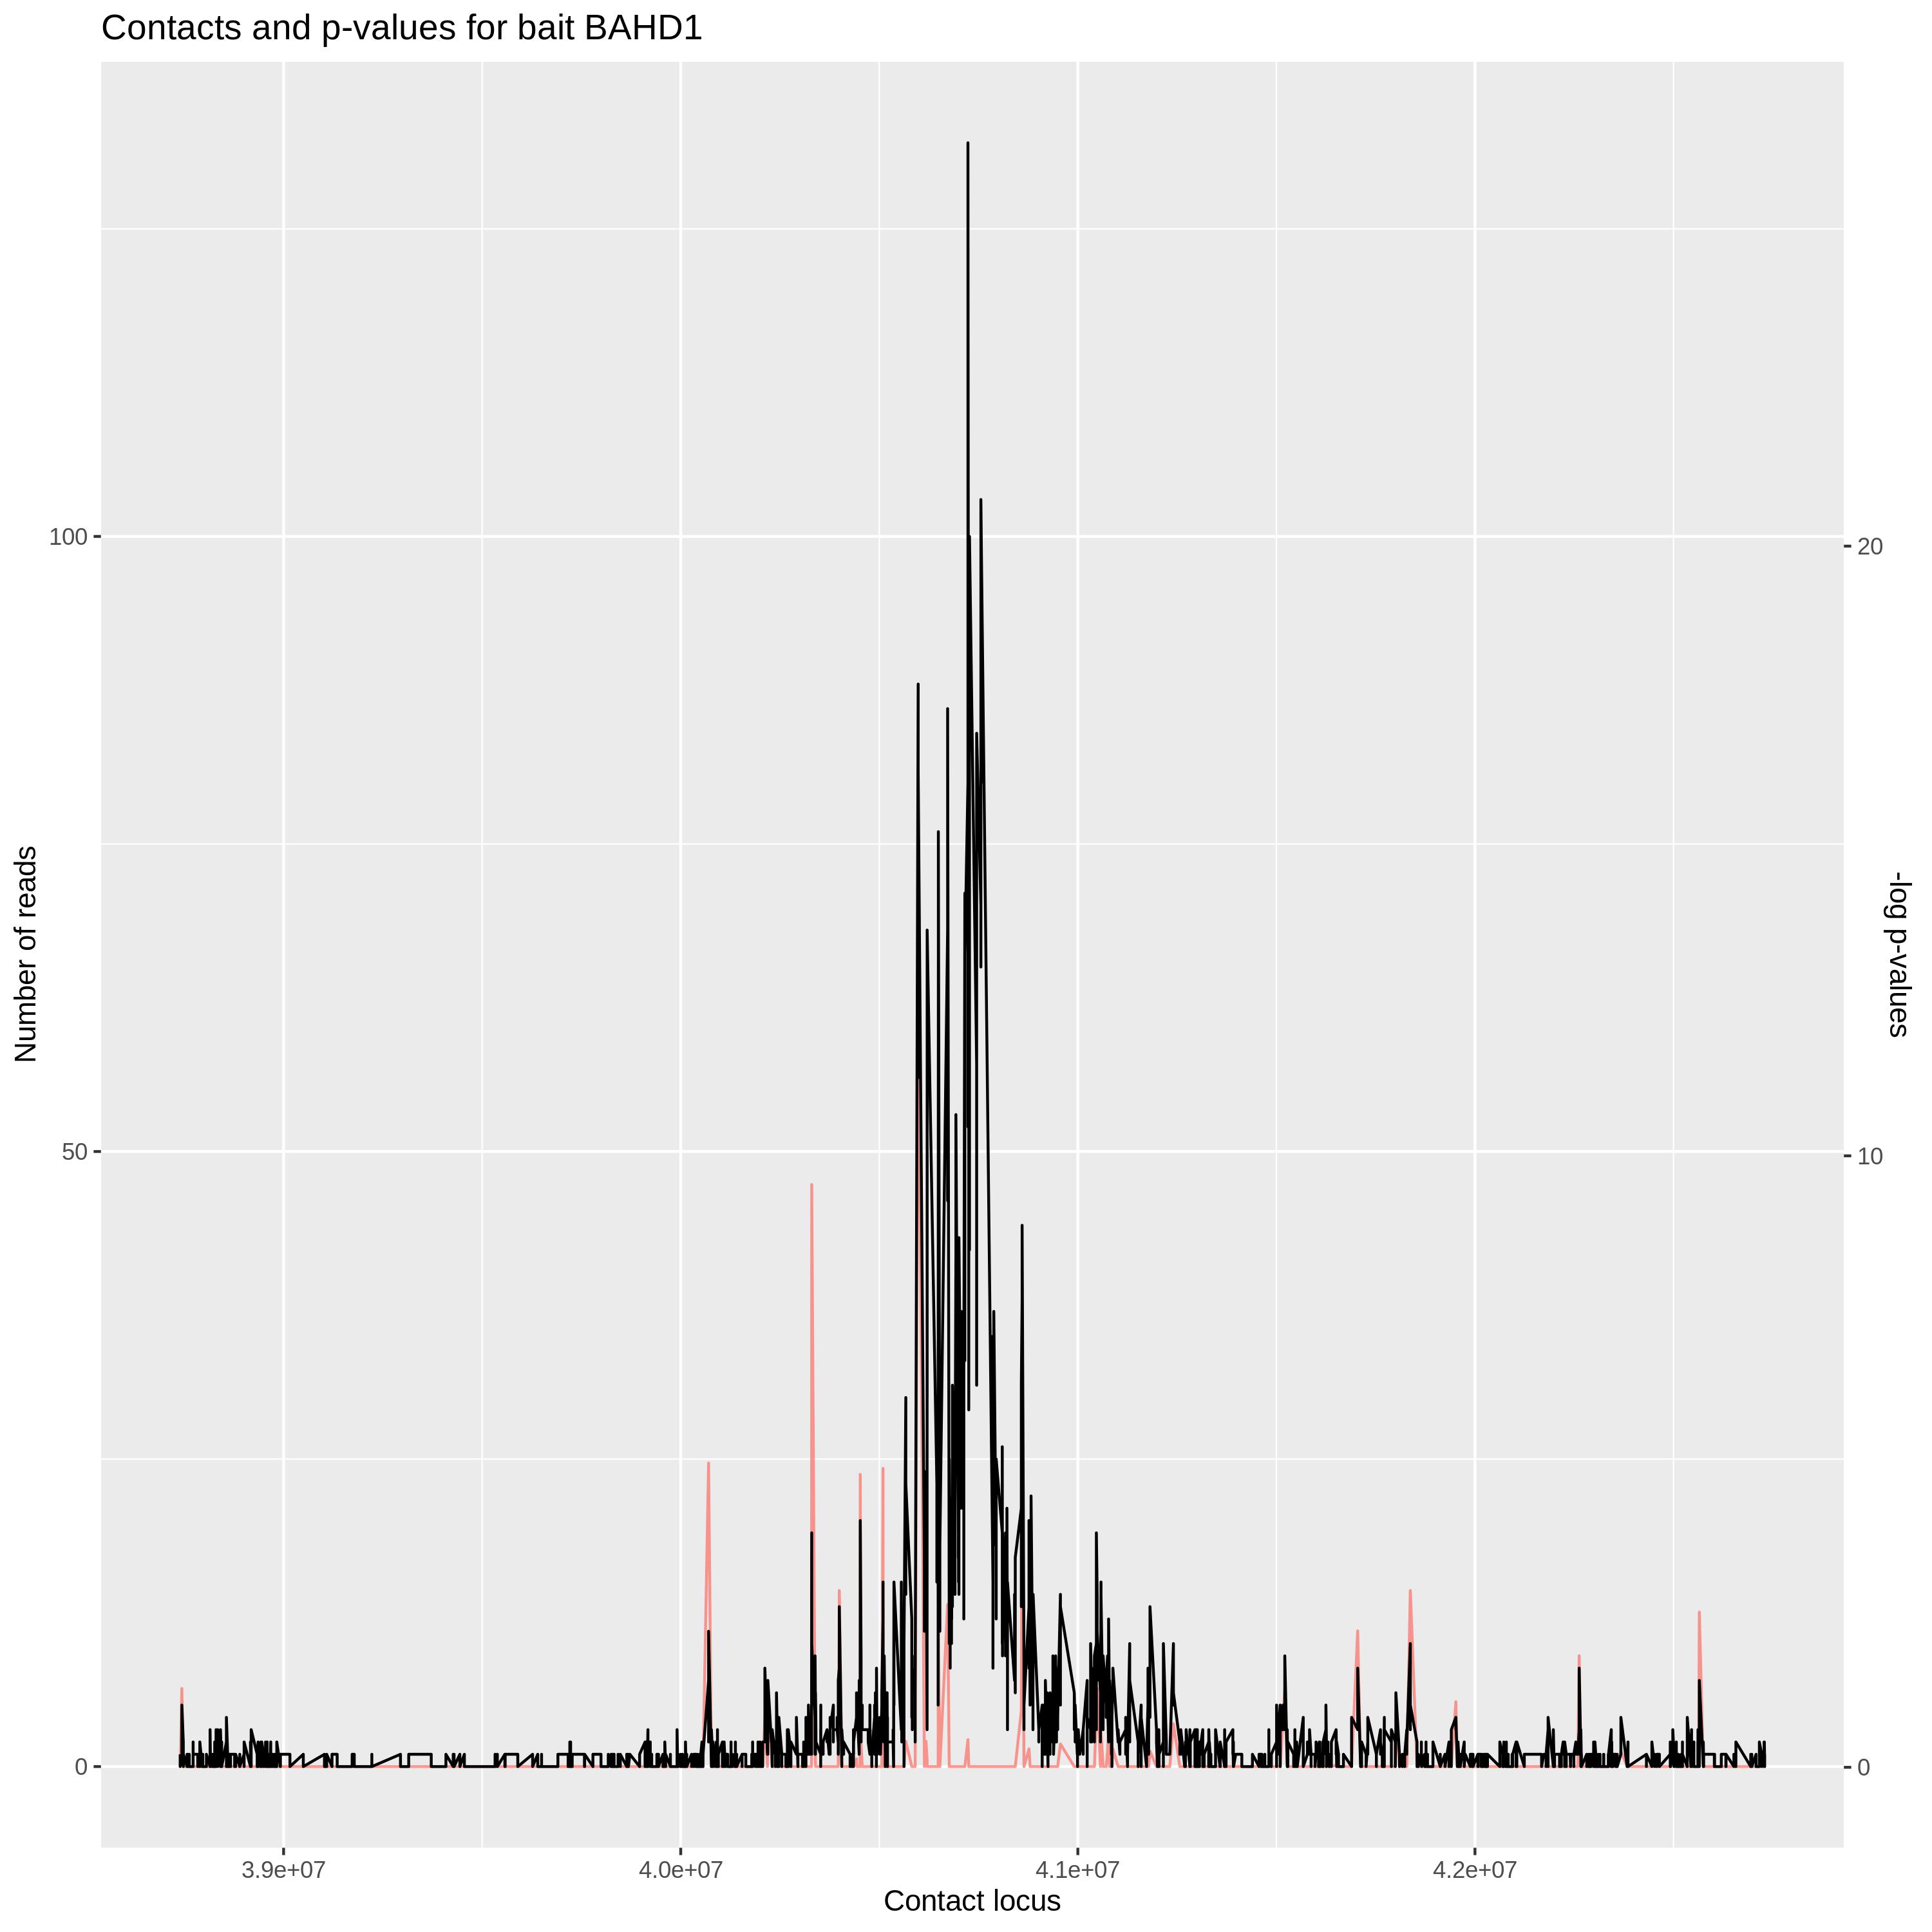 Contacts and p-values for bait BAHD1
Number of reads
100
50
0
20
10
0
-log p-values
3.9e+07
4.0e+07
4.1e+07
4.2e+07
Contact locus